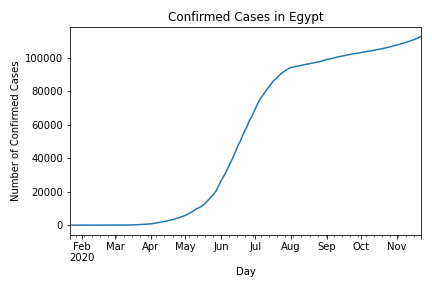 Confirmed Cases in Egypt
Number of Confirmed Cases
100000
80000
60000
40000
20000
0
Feb Mar Apr May Jun Jul Aug Sep Oct Nov
2020
Day